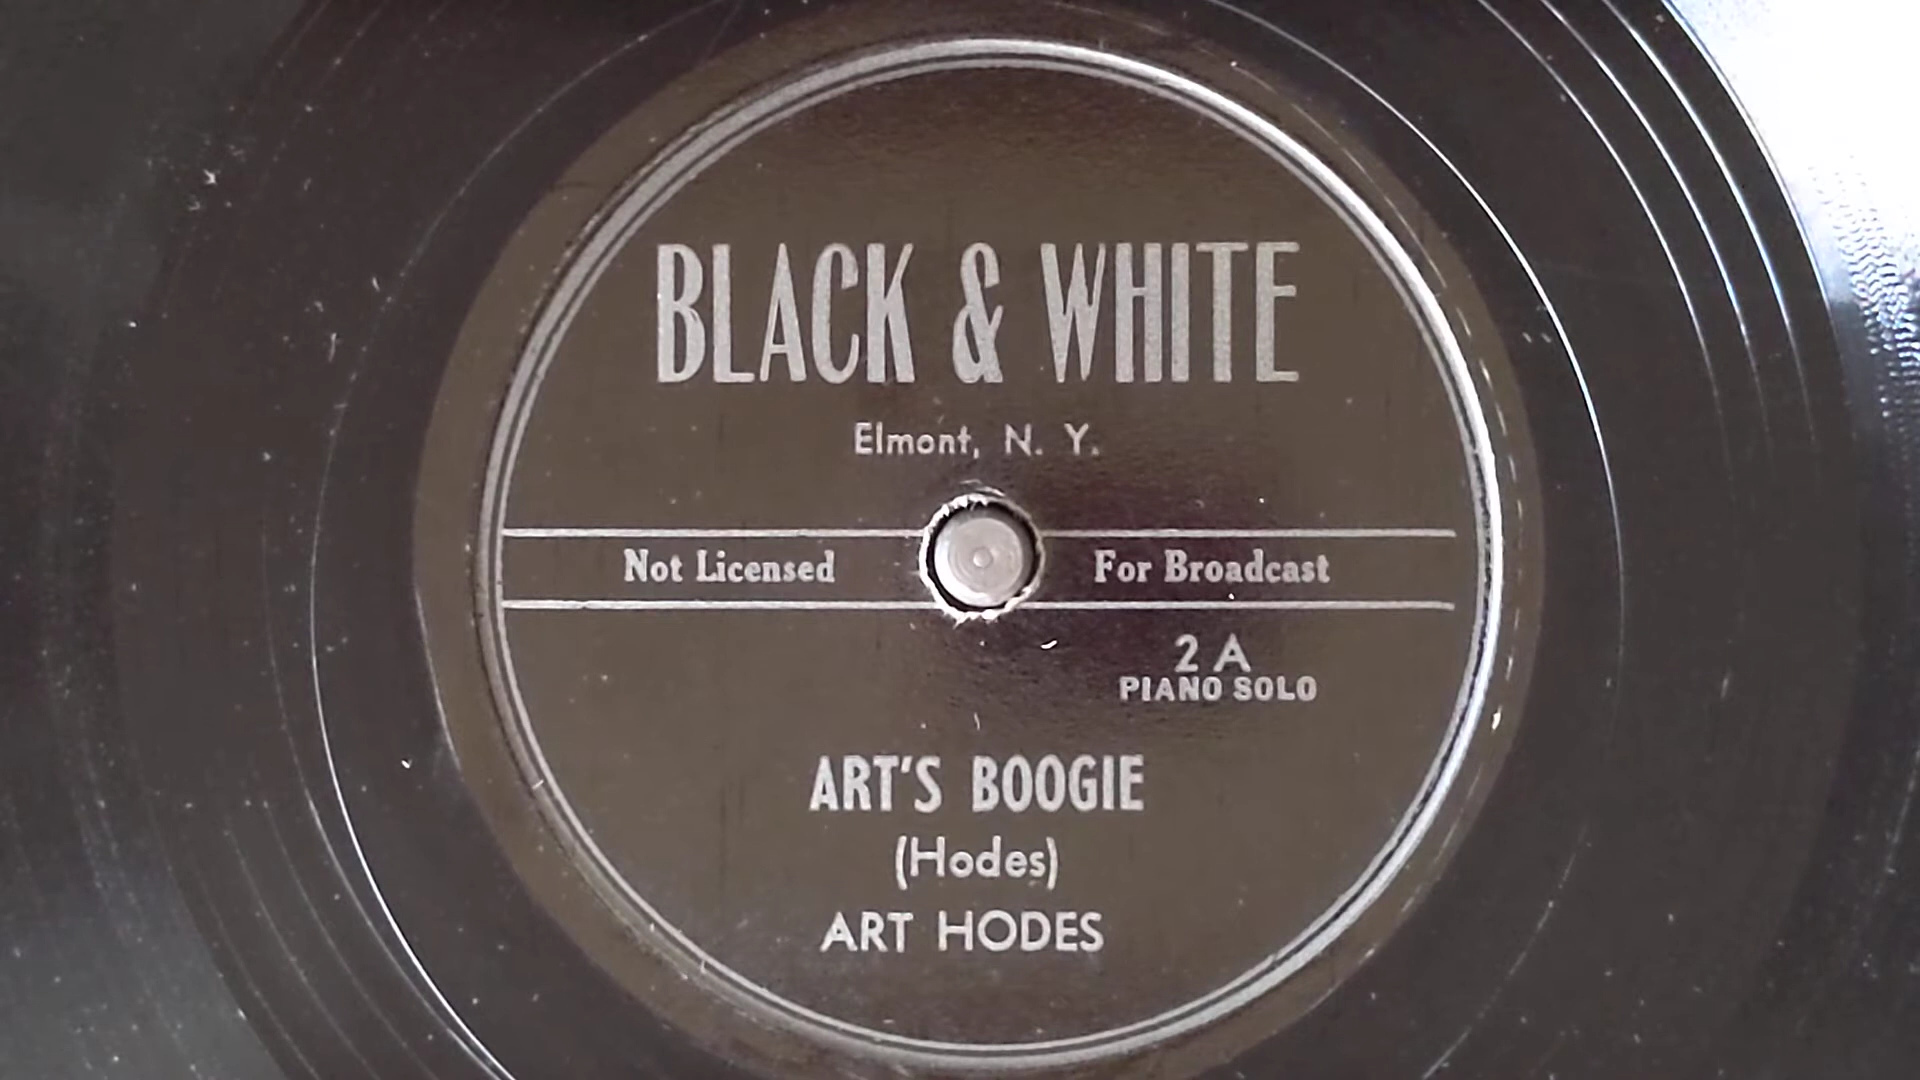 BLACK & WHITE
Elmont, N. Y.
Not Licensed For Broadcast
2 A
PIANO SOLO
ART'S BOOGIE
(Hodes)
ART HODES